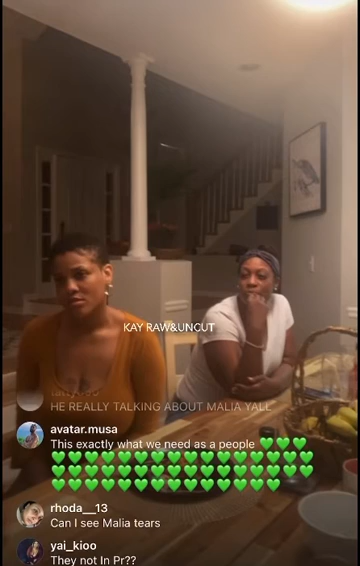 KAY RAW&UNCUT
HE REALLY TALKING ABOUT MALIA YALL
avatar.musa
This exactly what we need as a people 💚💚💚
💚💚💚💚💚💚💚💚💚💚💚💚💚💚💚💚💚
💚💚💚💚💚💚💚💚💚💚💚💚💚💚💚💚💚
💚💚💚💚💚💚💚💚💚💚💚💚💚💚💚
rhoda__13
Can I see Malia tears
yai_kioo
They not In Pr??